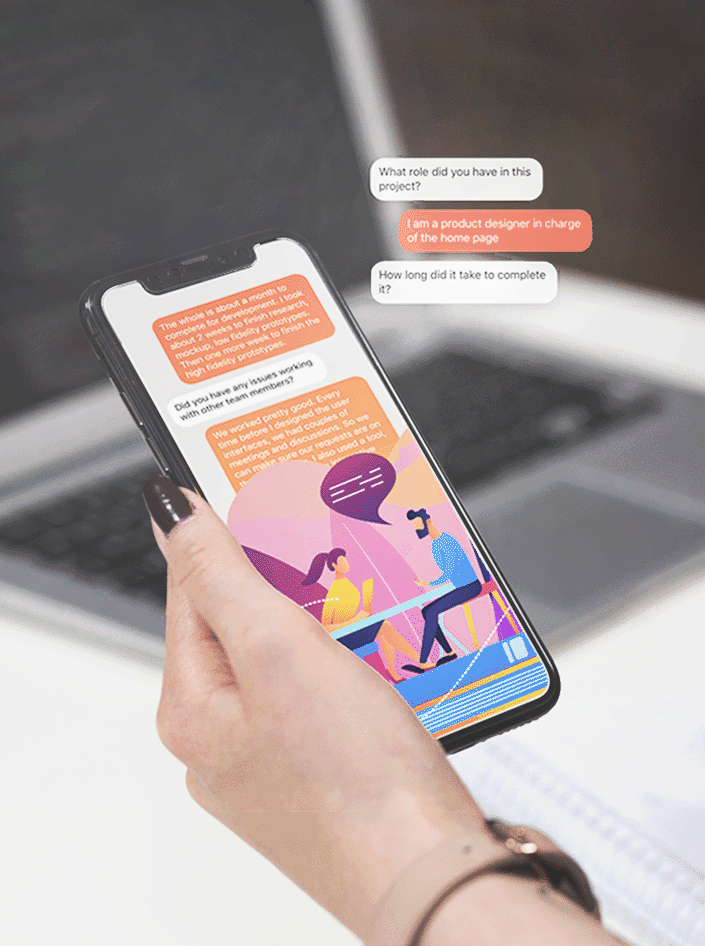 What role did you have in this
project?
I am a product designer in charge
of the home page
How long did it take to complete
it?
The whole is about a month to
complete for development. I took
about 2 weeks to finish research,
mockup, low fidelity prototypes.
Then one more week to finish the
high fidelity prototypes.
Did you have any issues working
with other team members?
We worked pretty good. Every
time before I designed the user
interfaces, we had couples of
meetings and discussions. So we
can make sure our requests are on
I also used a tool,